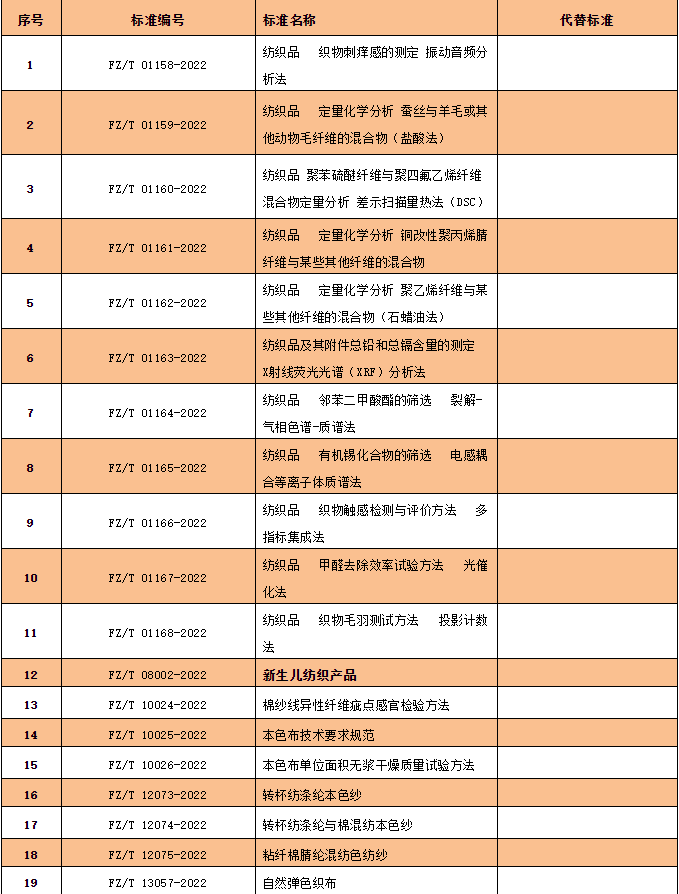 序号 标准编号 标准名称 代替标准
1 FZ/T 01158-2022 纺织品 织物刺痒感的测定 振动音频分
析法
2 FZ/T 01159-2022 纺织品 定量化学分析 蚕丝与羊毛或其
他动物毛纤维的混合物（盐酸法）
3 FZ/T 01160-2022 纺织品 聚苯硫醚纤维与聚四氟乙烯纤维
混合物定量分析 差示扫描量热法（DSC）
4 FZ/T 01161-2022 纺织品 定量化学分析 铜改性聚丙烯腈
纤维与某些其他纤维的混合物
5 FZ/T 01162-2022 纺织品 定量化学分析 聚乙烯纤维与某
些其他纤维的混合物（石蜡油法）
6 FZ/T 01163-2022 纺织品及其附件总铅和总镉含量的测定
X射线荧光光谱（XRF）分析法
7 FZ/T 01164-2022 纺织品 邻苯二甲酸酯的筛选 裂解-
气相色谱-质谱法
8 FZ/T 01165-2022 纺织品 有机锡化合物的筛选 电感耦
合等离子体质谱法
9 FZ/T 01166-2022 纺织品 织物触感检测与评价方法 多
指标集成法
10 FZ/T 01167-2022 纺织品 甲醛去除效率试验方法 光催
化法
11 FZ/T 01168-2022 纺织品 织物毛羽测试方法 投影计数
法
12 FZ/T 08002-2022 新生儿纺织产品
13 FZ/T 10024-2022 棉纱线异性纤维疵点感官检验方法
14 FZ/T 10025-2022 本色布技术要求规范
15 FZ/T 10026-2022 本色布单位面积无浆干燥质量试验方法
16 FZ/T 12073-2022 转杯纺涤纶本色纱
17 FZ/T 12074-2022 转杯纺涤纶与棉混纺本色纱
18 FZ/T 12075-2022 粘纤棉腈纶混纺色纺纱
19 FZ/T 13057-2022 自然弹色织布